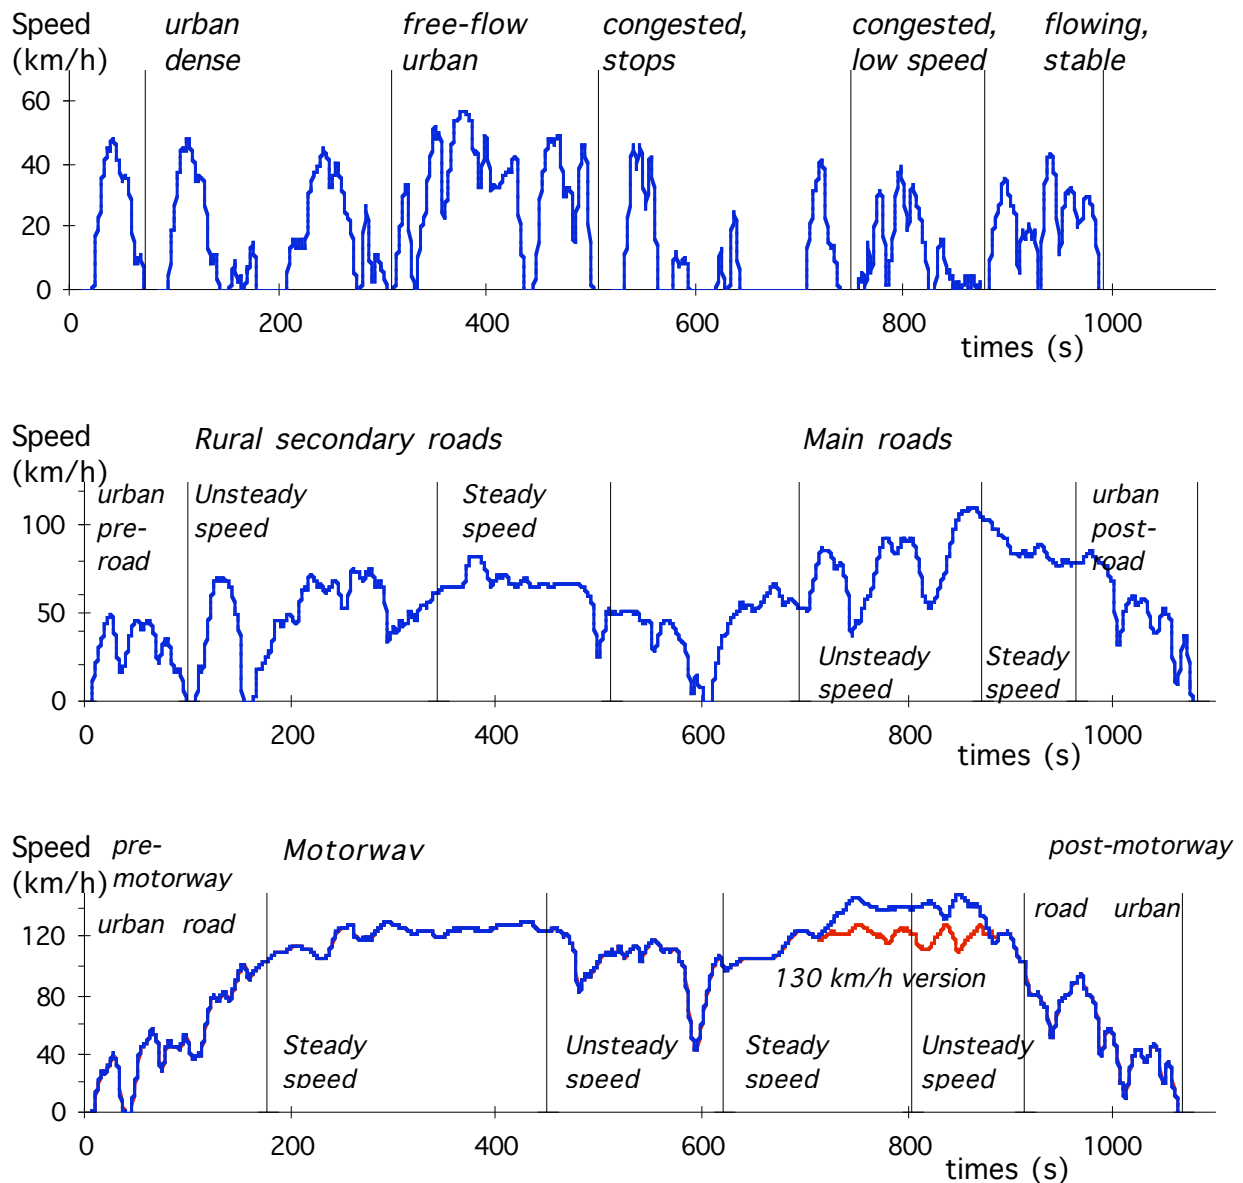 Speed
(km/h)
urban
dense
free-flow
urban
congested,
stops
congested,
low speed
flowing,
stable
60
40
20
0
0 200 400 600 800 1000
times (s)
Speed
(km/h)
Rural secondary roads
Main roads
urban
pre-
road
Unsteady
speed
Steady
speed
urban
post-
road
100
50
0
Unsteady
speed
Steady
speed
0 200 400 600 800 1000
times (s)
Speed
(km/h)
pre-
motorway
Motorway
post-motorway
urban road
road urban
120
80
40
0
130 km/h version
Steady
speed
Unsteady
speed
Steady
speed
Unsteady
speed
0 200 400 600 800 1000
times (s)